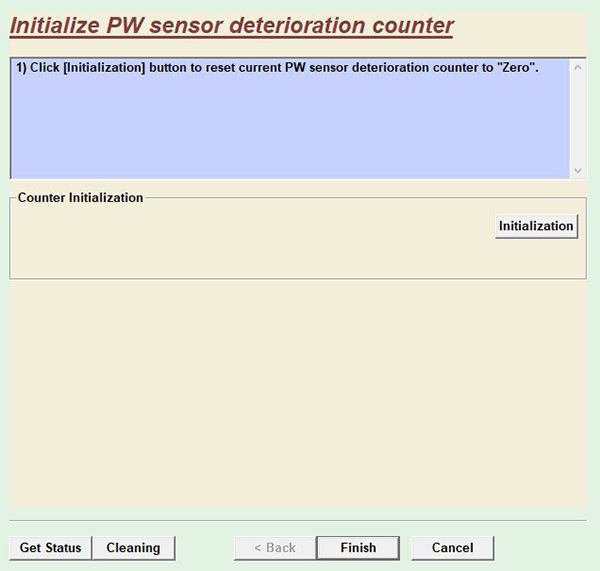 Initialize PW sensor deterioration counter
1) Click [Initialization] button to reset current PW sensor deterioration counter to "Zero".
Counter Initialization
Initialization
Get Status
Cleaning
< Back
Finish
Cancel